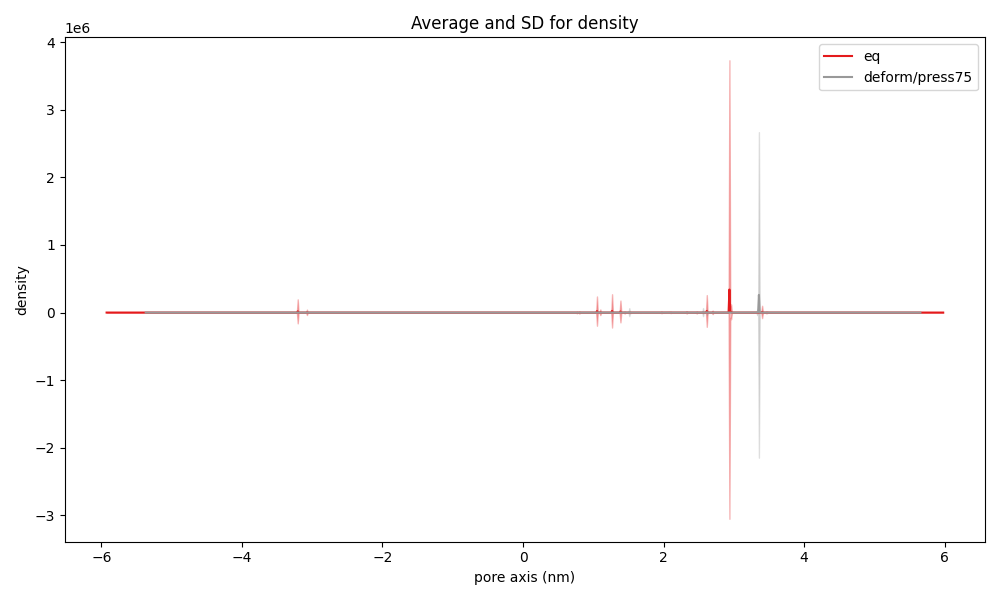 Average and SD for density
1e6
4
3
2
1
0
−1
−2
−3
density
−6
−4
−2
0
2
4
6
pore axis (nm)
eq
deform/press75